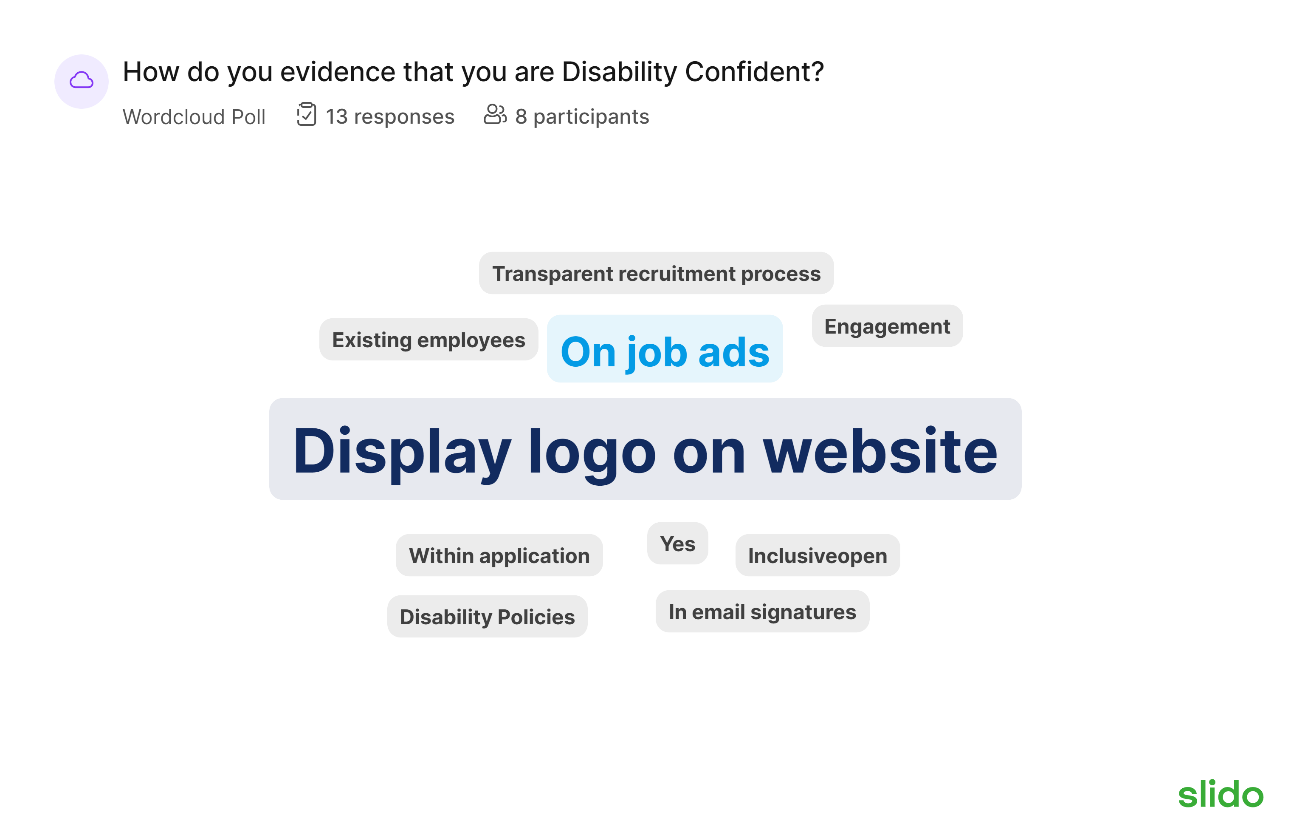 How do you evidence that you are Disability Confident?
Wordcloud Poll 13 responses 8 participants
Transparent recruitment process
Engagement
Existing employees
On job ads
Display logo on website
Yes
Within application
Inclusiveopen
In email signatures
Disability Policies
slido